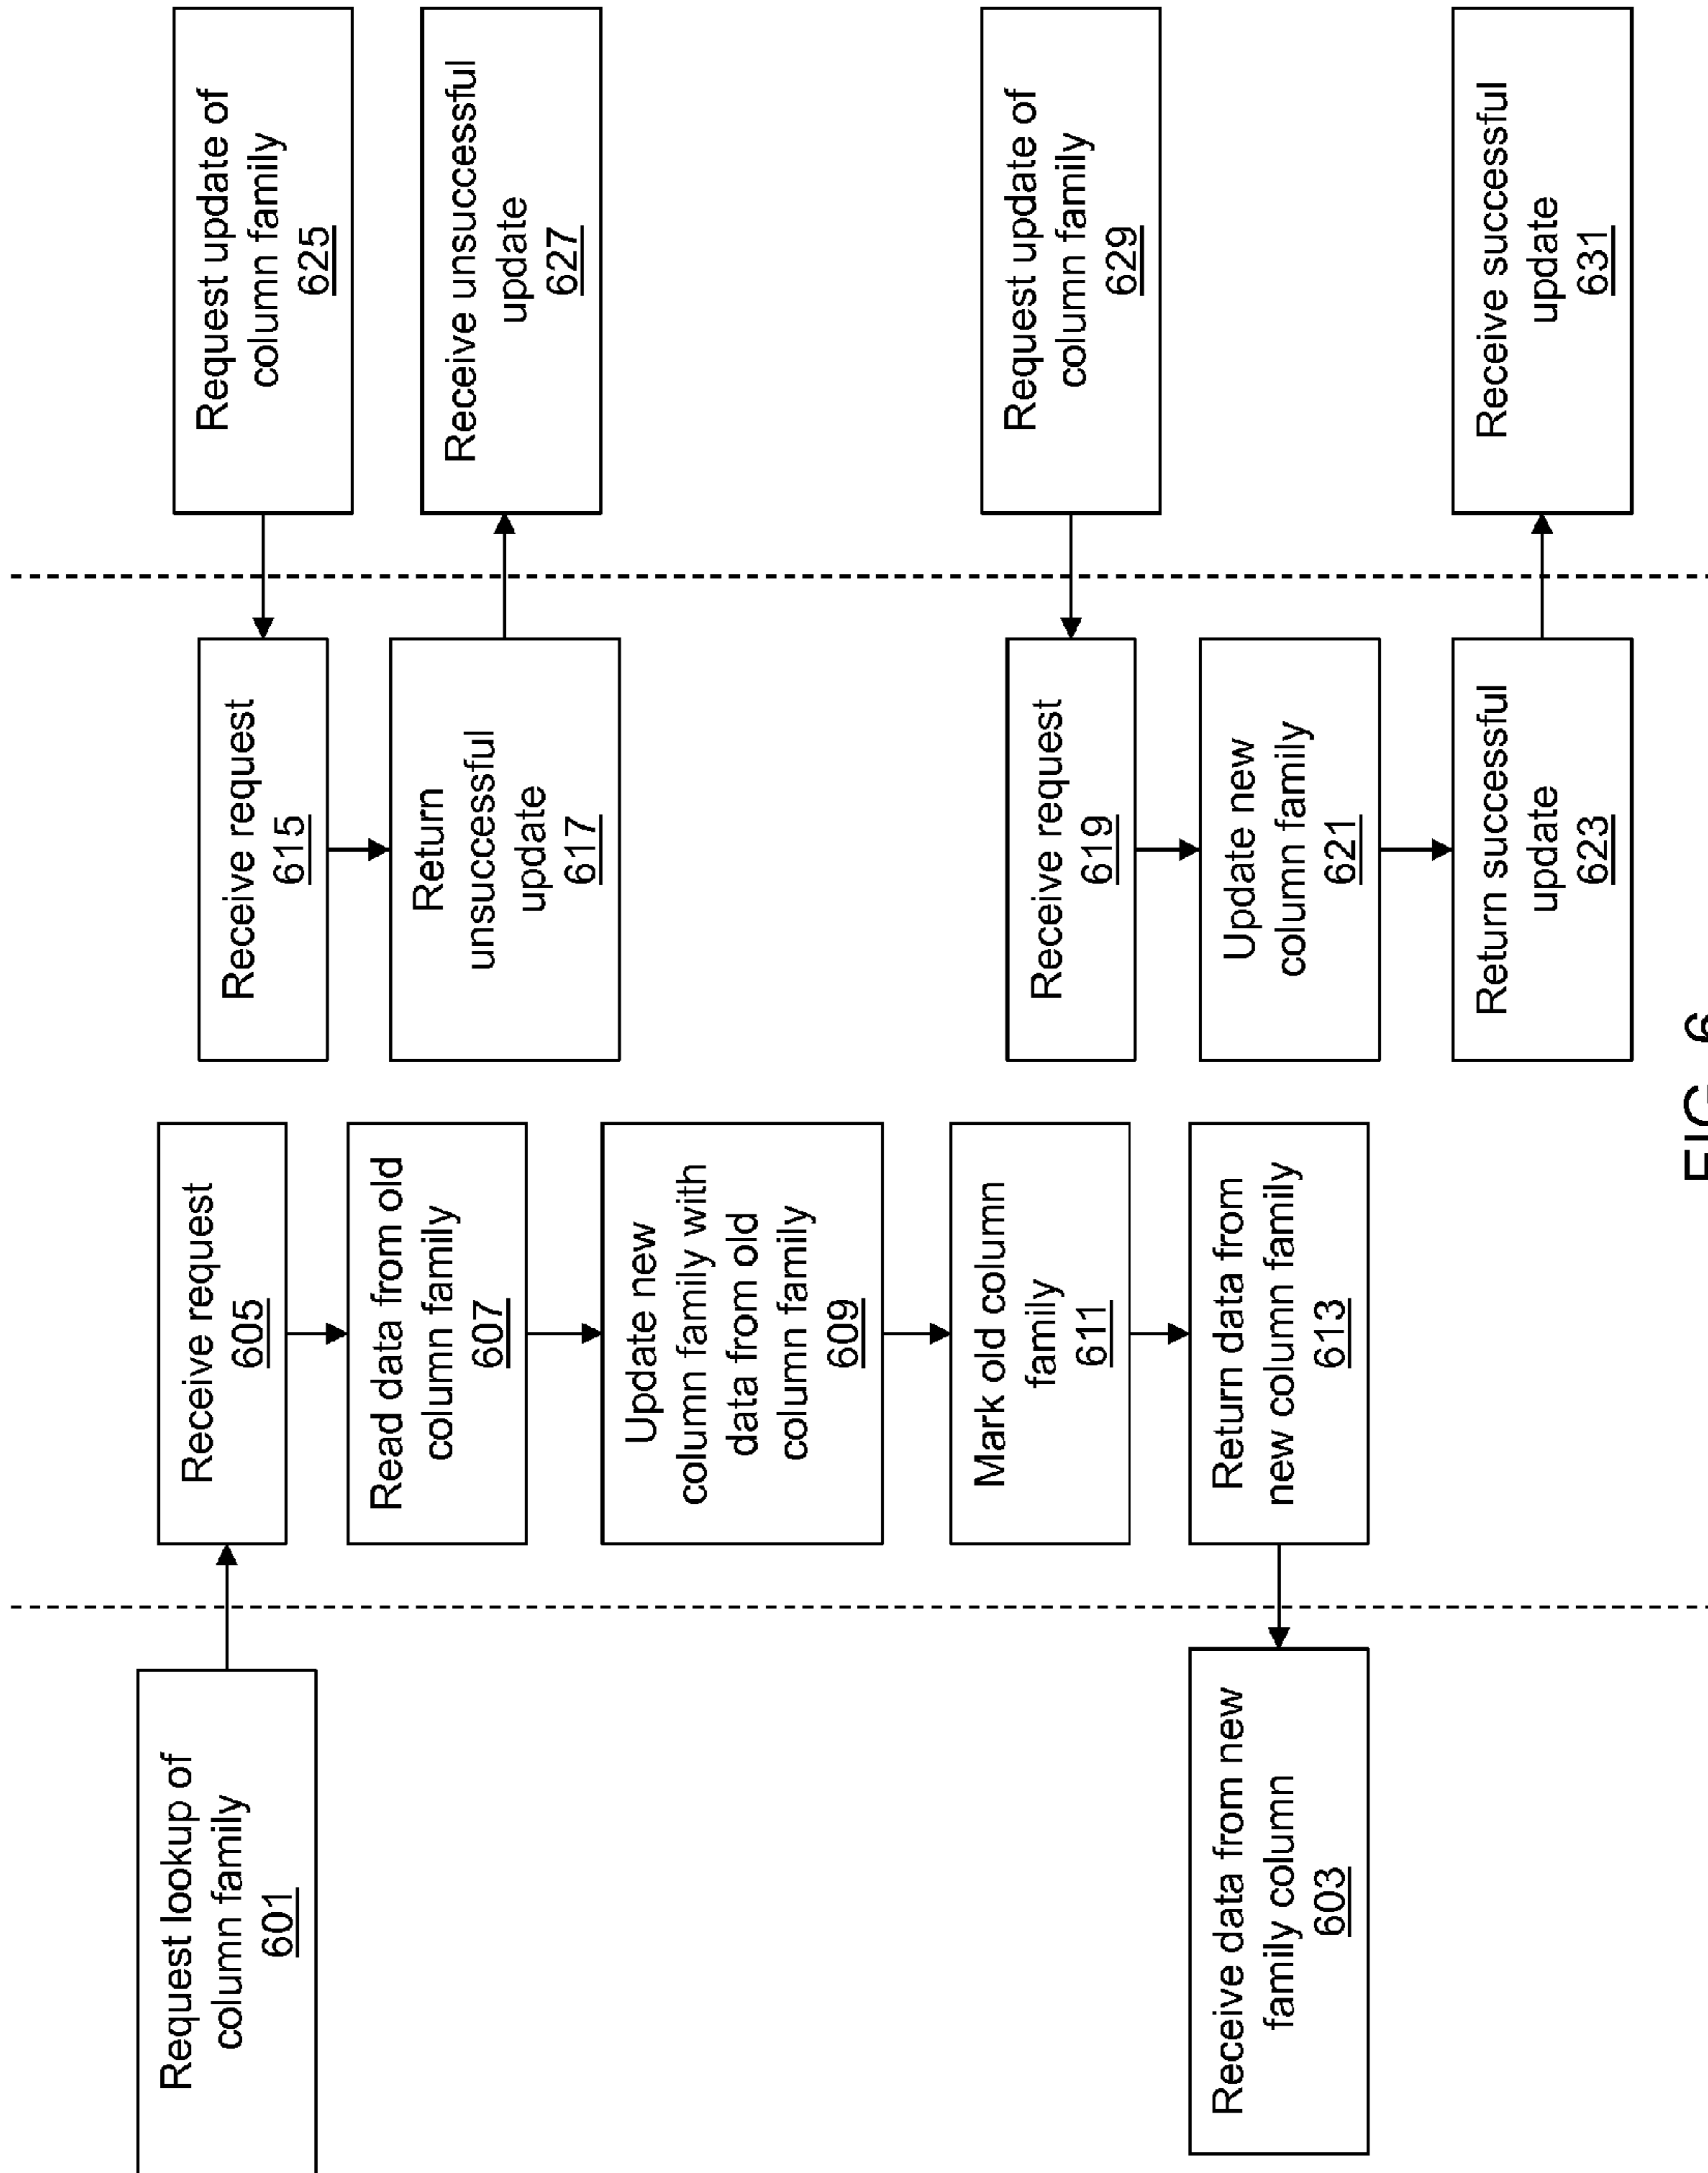 Request lookup of
column family
601
Receive data from new
family column
603
Receive request
605
Read data from old
column family
607
Update new
column family with
data from old
column family
609
Mark old column
family
611
Return data from
new column family
613
Receive request
615
Return
unsuccessful
update
617
Receive request
619
Update new
column family
621
Return successful
update
623
Request update of
column family
625
Receive unsuccessful
update
627
Request update of
column family
629
Receive successful
update
631
FIG. 6